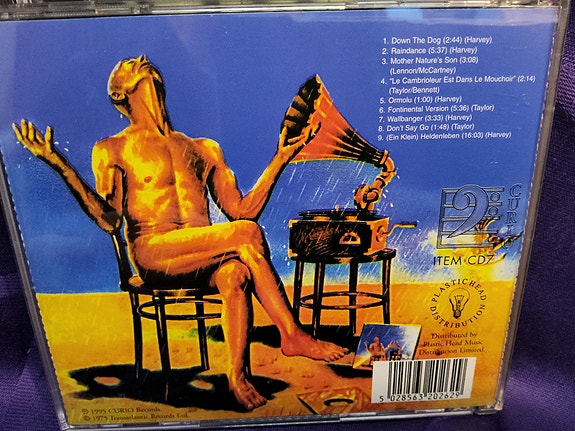 1. Down The Dog (2:44) (Harvey)
2. Raindance (5:37) (Harvey)
3. Mother Nature's Son (3:08)
(Lennon/McCartney)
4. "Le Cambrioleur Est Dans Le Mouchoir" (2:14)
(Taylor/Bennett)
5. Ormolu (1:00) (Harvey)
6. Fontinental Version (5:36) (Taylor)
7. Wallbanger (3:33) (Harvey)
8. Don't Say Go (1:48) (Taylor)
9. (Ein Klein) Heldenleben (16:03) (Harvey)
2
CURI
ITEM CD7
PLASTICHEAD
DISTRIBUTION
Distributed by
Plastic Head Music
Distribution Limited
5 028563 202629
© 1995 CURIO Records
℗ 1975 Transatlantic Records Ltd.